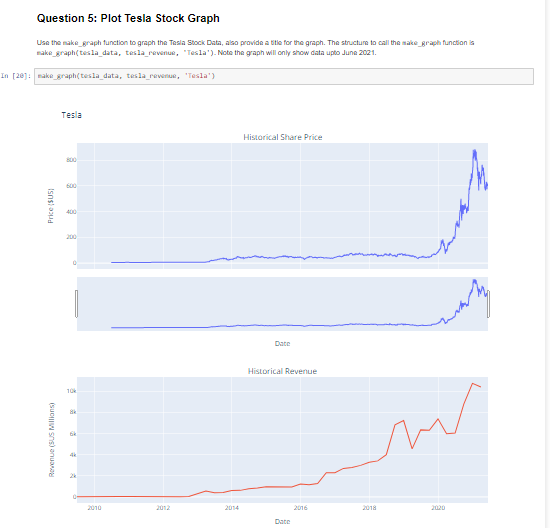 Question 5: Plot Tesla Stock Graph
Use the make_graph function to graph the Tesla Stock Data, also provide a title for the graph. The structure to call the make_graph function is
make_graph(tesla_data, tesla_revenue, 'Tesla'). Note the graph will only show data upto June 2021.
In [20]: make_graph(tesla_data, tesla_revenue, 'Tesla')
Tesla
Historical Share Price
Price ($US)
800
600
400
200
0
Date
Historical Revenue
Revenue ($US Millions)
10k
8k
6k
4k
2k
0
2010 2012 2014 2016 2018 2020
Date